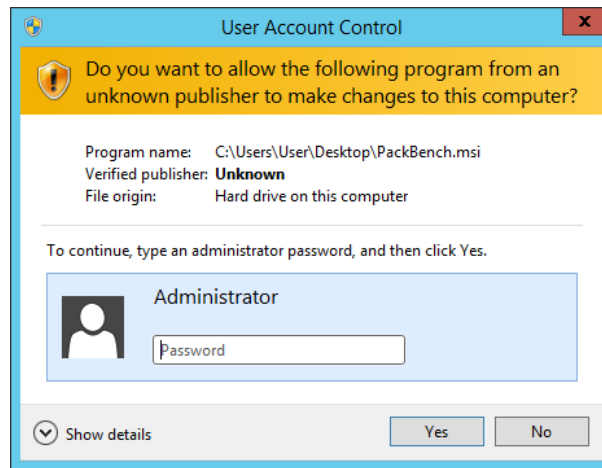 User Account Control
x
Do you want to allow the following program from an
unknown publisher to make changes to this computer?
Program name: C:\Users\User\Desktop\PackBench.msi
Verified publisher: Unknown
File origin: Hard drive on this computer
To continue, type an administrator password, and then click Yes.
Administrator
Password
Show details
Yes
No